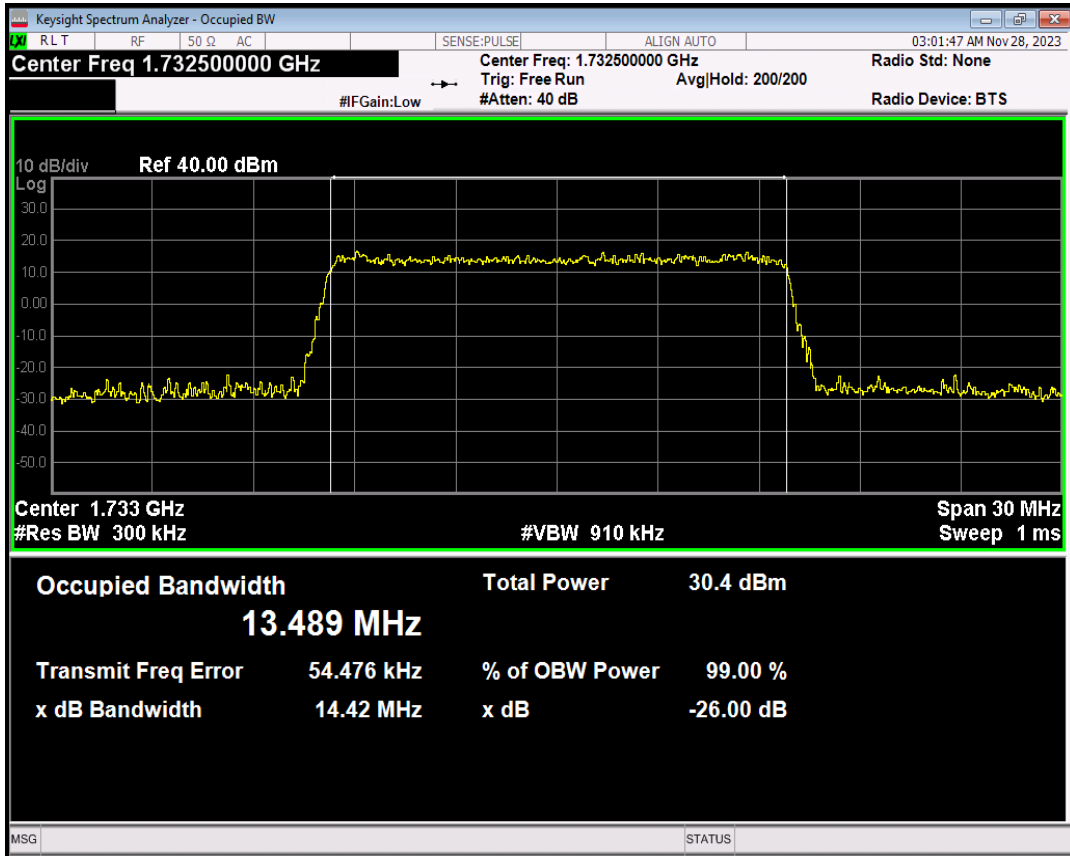 Keysight Spectrum Analyzer - Occupied BW
LXI RLT RF 50 Ω AC SENSE:PULSE ALIGN AUTO 03:01:47 AM Nov 28, 2023
Center Freq 1.732500000 GHz Center Freq: 1.732500000 GHz Radio Std: None
Trig: Free Run Avg|Hold: 200/200
#IFGain:Low #Atten: 40 dB Radio Device: BTS
10 dB/div Ref 40.00 dBm
Log
30.0
20.0
10.0
0.00
-10.0
-20.0
-30.0
-40.0
-50.0
Center 1.733 GHz Span 30 MHz
#Res BW 300 kHz #VBW 910 kHz Sweep 1 ms
Occupied Bandwidth Total Power 30.4 dBm
13.489 MHz
Transmit Freq Error 54.476 kHz % of OBW Power 99.00 %
x dB Bandwidth 14.42 MHz x dB -26.00 dB
MSG STATUS